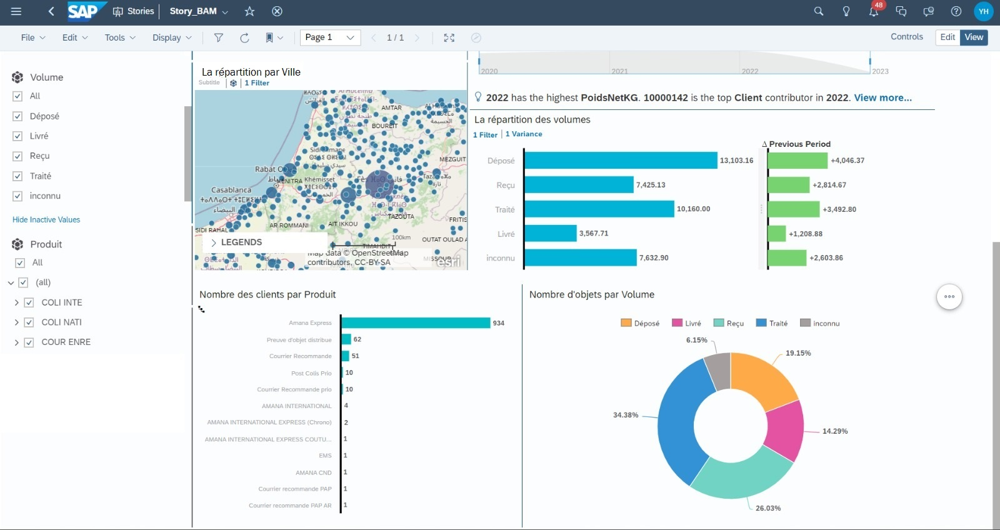 SAP
Stories
Story_BAM
48
YH
File
Edit
Tools
Display
Page 1
1 / 1
Controls
Edit
View
Volume
All
Déposé
Livré
Reçu
Traité
inconnu
Hide Inactive Values
Produit
All
(all)
COLI INTE
COLI NATI
COUR ENRE
La répartition par Ville
Subtitle
1 Filter
AMTAR
BOUREIT
MEZGUIT
KENITRA
Khémisset
Casablanca
TAZOUTA
AR ROMMANI
AIT IKKOU
FRITIS
SIDI RAHAL
OUTAT OULAD
100km
TIMAHDIT
LEGENDS
Map data © OpenStreetMap
contributors, CC-BY-SA
esri
2020
2021
2022
2023
2022 has the highest PoidsNetKG. 10000142 is the top Client contributor in 2022. View more...
La répartition des volumes
1 Filter
1 Variance
Δ Previous Period
Déposé 13,103.16 +4,046.37
Reçu 7,425.13 +2,814.67
Traité 10,160.00 +3,492.80
Livré 3,567.71 +1,208.88
inconnu 7,632.90 +2,603.86
Nombre des clients par Produit
Amana Express 934
Preuve d'objet distribue 62
Courrier Recommande 51
Post Colis Prio 10
Courrier Recommande prio 10
AMANA INTERNATIONAL 4
AMANA INTERNATIONAL EXPRESS (Chrono) 2
AMANA INTERNATIONAL EXPRESS COUTU... 1
EMS 1
AMANA CND 1
Courrier recommande PAP 1
Courrier recommande PAP AR 1
Nombre d'objets par Volume
Déposé
Livré
Reçu
Traité
inconnu
6.15%
19.15%
34.38%
14.29%
26.03%